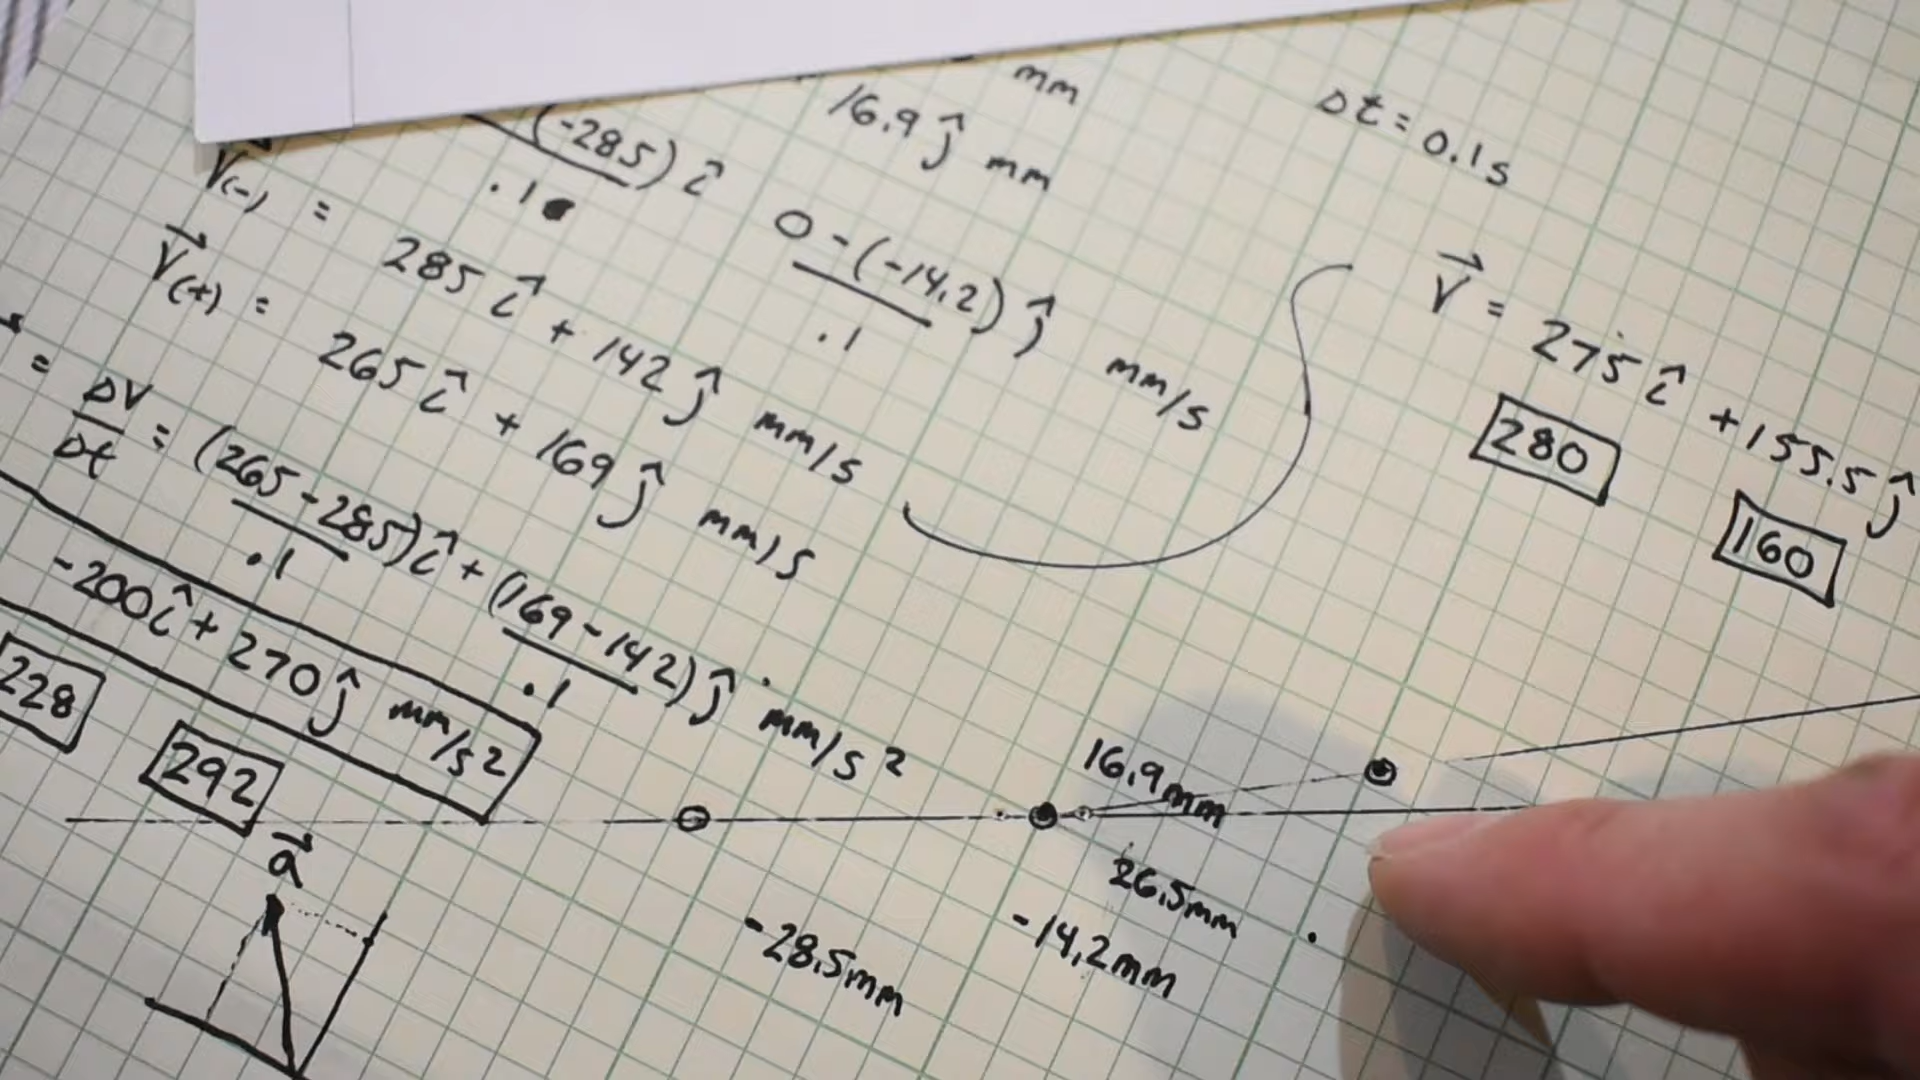 mm
16.9 ĵ mm
Δt = 0.1s
(-285) î
.1
0 - (-14.2) ĵ mm/s
.1
V⃗(-) = 285 î + 142 ĵ mm/s
V⃗(+) = 265 î + 169 ĵ mm/s
V⃗ = 275 î + 155.5 ĵ
280
160
= ΔV/Δt = (265 - 285) î + (169 - 142) ĵ mm/s²
.1
.1
-200 î + 270 ĵ mm/s²
228
292
a⃗
16.9mm
26.5mm
-28.5mm
-14.2mm